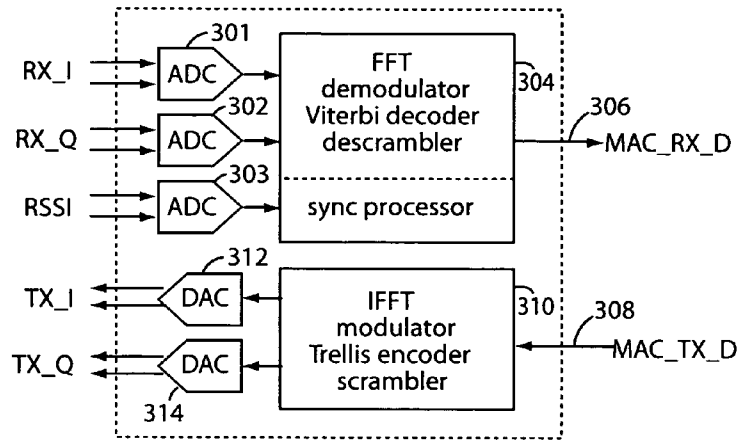 301
RX_I
ADC
FFT
demodulator
Viterbi decoder
descrambler
304
302
RX_Q
ADC
306
MAC_RX_D
303
RSSI
ADC
sync processor
312
TX_I
DAC
IFFT
modulator
Trellis encoder
scrambler
310
308
MAC_TX_D
TX_Q
DAC
314